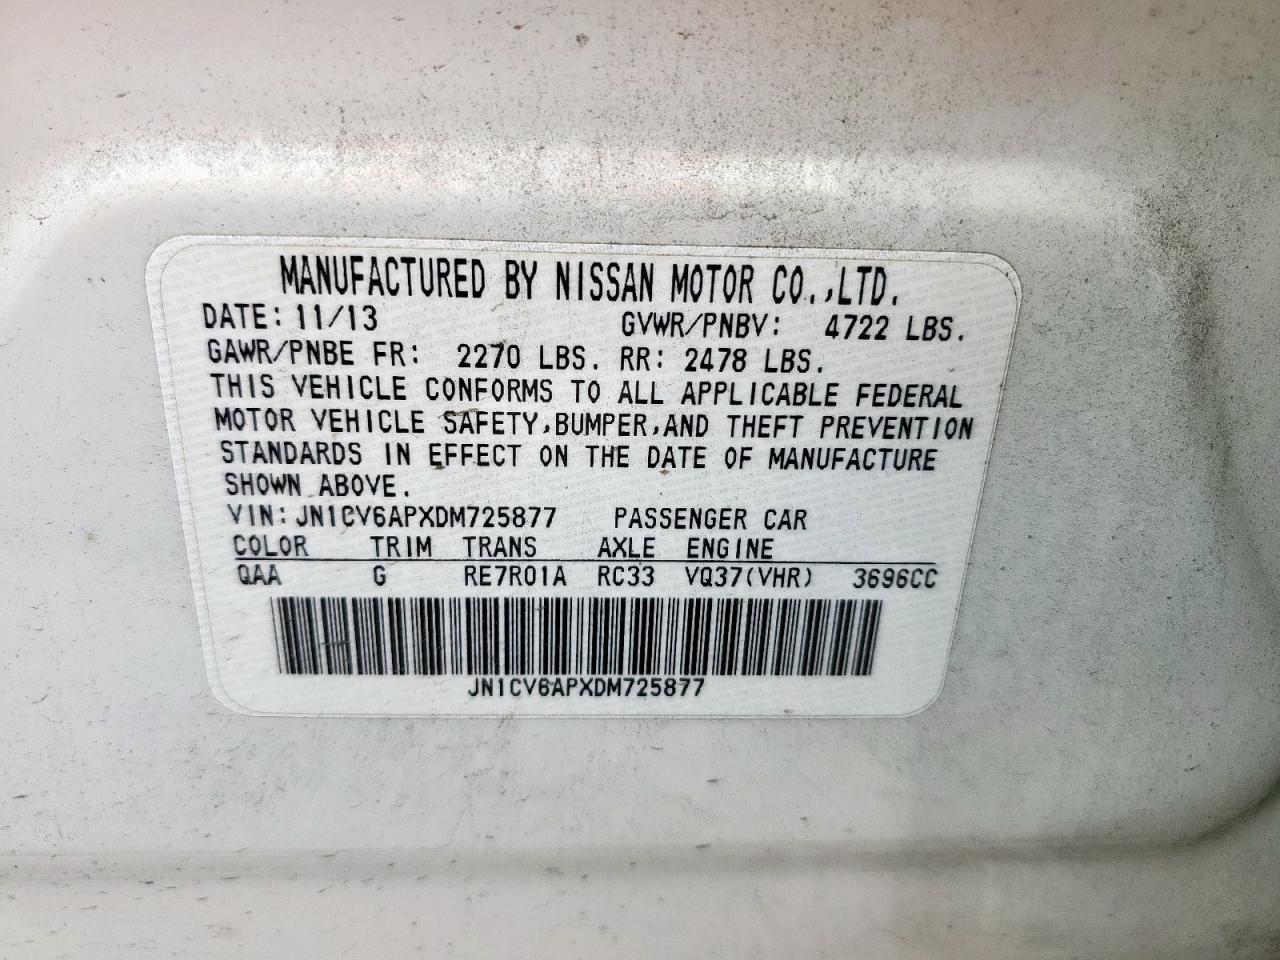 MANUFACTURED BY NISSAN MOTOR CO.,LTD.
DATE: 11/13 GVWR/PNBV: 4722 LBS.
GAWR/PNBE FR: 2270 LBS. RR: 2478 LBS.
THIS VEHICLE CONFORMS TO ALL APPLICABLE FEDERAL
MOTOR VEHICLE SAFETY,BUMPER,AND THEFT PREVENTION
STANDARDS IN EFFECT ON THE DATE OF MANUFACTURE
SHOWN ABOVE.
VIN: JN1CV6APXDM725877 PASSENGER CAR
COLOR TRIM TRANS AXLE ENGINE
QAA G RE7R01A RC33 VQ37(VHR) 3696CC
JN1CV6APXDM725877